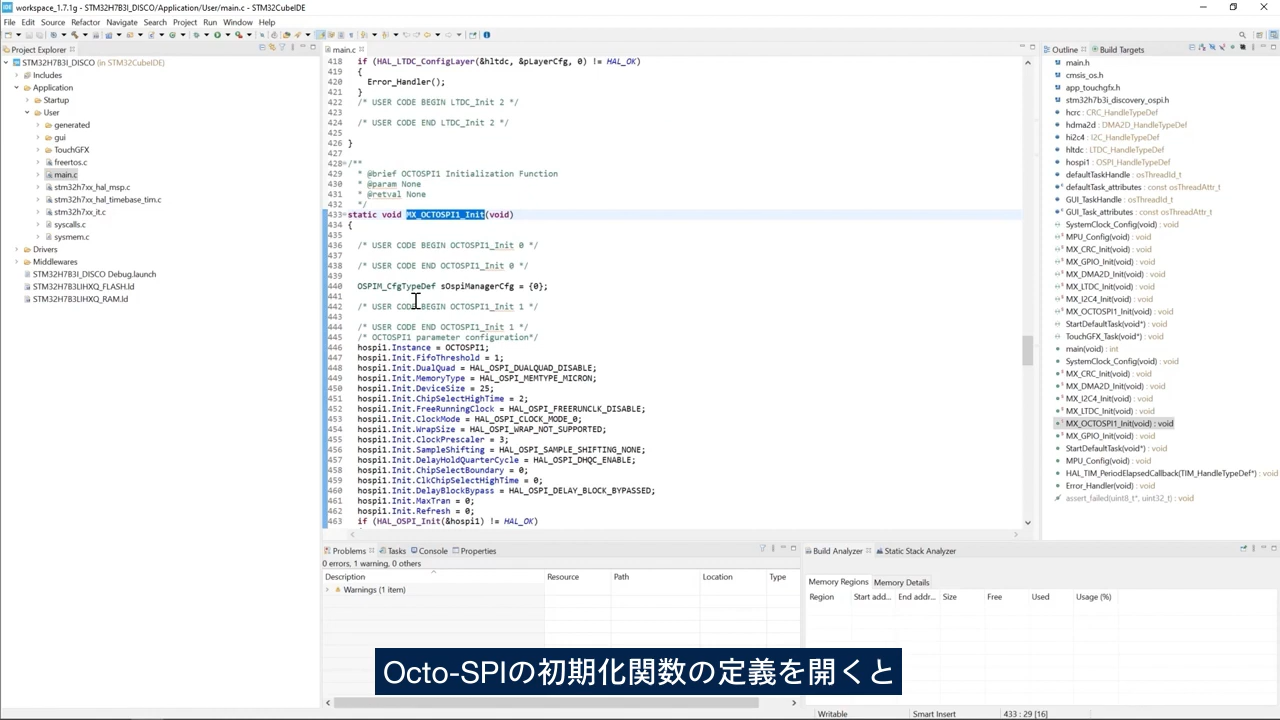 workspace_1.7.1g - STM32H7B3I_DISCO/Application/User/main.c - STM32CubeIDE
File Edit Source Refactor Navigate Search Project Run Window Help
Project Explorer
STM32H7B3I_DISCO (in STM32CubeIDE)
Includes
Application
Startup
User
generated
gui
TouchGFX
freertos.c
main.c
stm32h7xx_hal_msp.c
stm32h7xx_hal_timebase_tim.c
stm32h7xx_it.c
syscalls.c
sysmem.c
Drivers
Middlewares
STM32H7B3I_DISCO Debug.launch
STM32H7B3LIHXQ_FLASH.ld
STM32H7B3LIHXQ_RAM.ld
main.c
418 if (HAL_LTDC_ConfigLayer(&hltdc, &pLayerCfg, 0) != HAL_OK)
419 {
420 Error_Handler();
421 }
422 /* USER CODE BEGIN LTDC_Init 2 */
423
424 /* USER CODE END LTDC_Init 2 */
425
426 }
427
428 /**
429 * @brief OCTOSPI1 Initialization Function
430 * @param None
431 * @retval None
432 */
433 static void MX_OCTOSPI1_Init(void)
434 {
435
436 /* USER CODE BEGIN OCTOSPI1_Init 0 */
437
438 /* USER CODE END OCTOSPI1_Init 0 */
439
440 OSPIM_CfgTypeDef sOspiManagerCfg = {0};
441
442 /* USER CODE BEGIN OCTOSPI1_Init 1 */
443
444 /* USER CODE END OCTOSPI1_Init 1 */
445 /* OCTOSPI1 parameter configuration*/
446 hospi1.Instance = OCTOSPI1;
447 hospi1.Init.FifoThreshold = 1;
448 hospi1.Init.DualQuad = HAL_OSPI_DUALQUAD_DISABLE;
449 hospi1.Init.MemoryType = HAL_OSPI_MEMTYPE_MICRON;
450 hospi1.Init.DeviceSize = 25;
451 hospi1.Init.ChipSelectHighTime = 2;
452 hospi1.Init.FreeRunningClock = HAL_OSPI_FREERUNCLK_DISABLE;
453 hospi1.Init.ClockMode = HAL_OSPI_CLOCK_MODE_0;
454 hospi1.Init.WrapSize = HAL_OSPI_WRAP_NOT_SUPPORTED;
455 hospi1.Init.ClockPrescaler = 3;
456 hospi1.Init.SampleShifting = HAL_OSPI_SAMPLE_SHIFTING_NONE;
457 hospi1.Init.DelayHoldQuarterCycle = HAL_OSPI_DHQC_ENABLE;
458 hospi1.Init.ChipSelectBoundary = 0;
459 hospi1.Init.ClkChipSelectHighTime = 0;
460 hospi1.Init.DelayBlockBypass = HAL_OSPI_DELAY_BLOCK_BYPASSED;
461 hospi1.Init.MaxTran = 0;
462 hospi1.Init.Refresh = 0;
463 if (HAL_OSPI_Init(&hospi1) != HAL_OK)
Outline Build Targets
main.h
cmsis_os.h
app_touchgfx.h
stm32h7b3i_discovery_ospi.h
hcrc : CRC_HandleTypeDef
hdma2d : DMA2D_HandleTypeDef
hi2c4 : I2C_HandleTypeDef
hltdc : LTDC_HandleTypeDef
hospi1 : OSPI_HandleTypeDef
defaultTaskHandle : osThreadId_t
defaultTask_attributes : const osThreadAttr_t
GUI_TaskHandle : osThreadId_t
GUI_Task_attributes : const osThreadAttr_t
SystemClock_Config(void) : void
MPU_Config(void) : void
MX_CRC_Init(void) : void
MX_GPIO_Init(void) : void
MX_DMA2D_Init(void) : void
MX_LTDC_Init(void) : void
MX_I2C4_Init(void) : void
MX_OCTOSPI1_Init(void) : void
StartDefaultTask(void*) : void
TouchGFX_Task(void*) : void
main(void) : int
SystemClock_Config(void) : void
MX_CRC_Init(void) : void
MX_DMA2D_Init(void) : void
MX_I2C4_Init(void) : void
MX_LTDC_Init(void) : void
MX_OCTOSPI1_Init(void) : void
MX_GPIO_Init(void) : void
StartDefaultTask(void*) : void
MPU_Config(void) : void
HAL_TIM_PeriodElapsedCallback(TIM_HandleTypeDef*) : void
Error_Handler(void) : void
assert_failed(uint8_t*, uint32_t) : void
Problems Tasks Console Properties
0 errors, 1 warning, 0 others
Description Resource Path Location Type
Warnings (1 item)
Build Analyzer Static Stack Analyzer
Memory Regions Memory Details
Region Start add... End addr... Size Free Used Usage (%)
Octo-SPIの初期化関数の定義を開くと
Writable Smart Insert 433 : 29 [16]